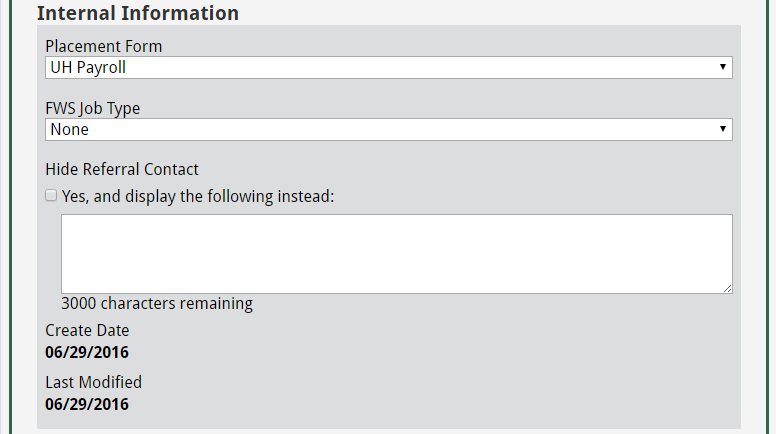 Internal Information
Placement Form
UH Payroll
FWS Job Type
None
Hide Referral Contact
Yes, and display the following instead:
3000 characters remaining
Create Date
06/29/2016
Last Modified
06/29/2016